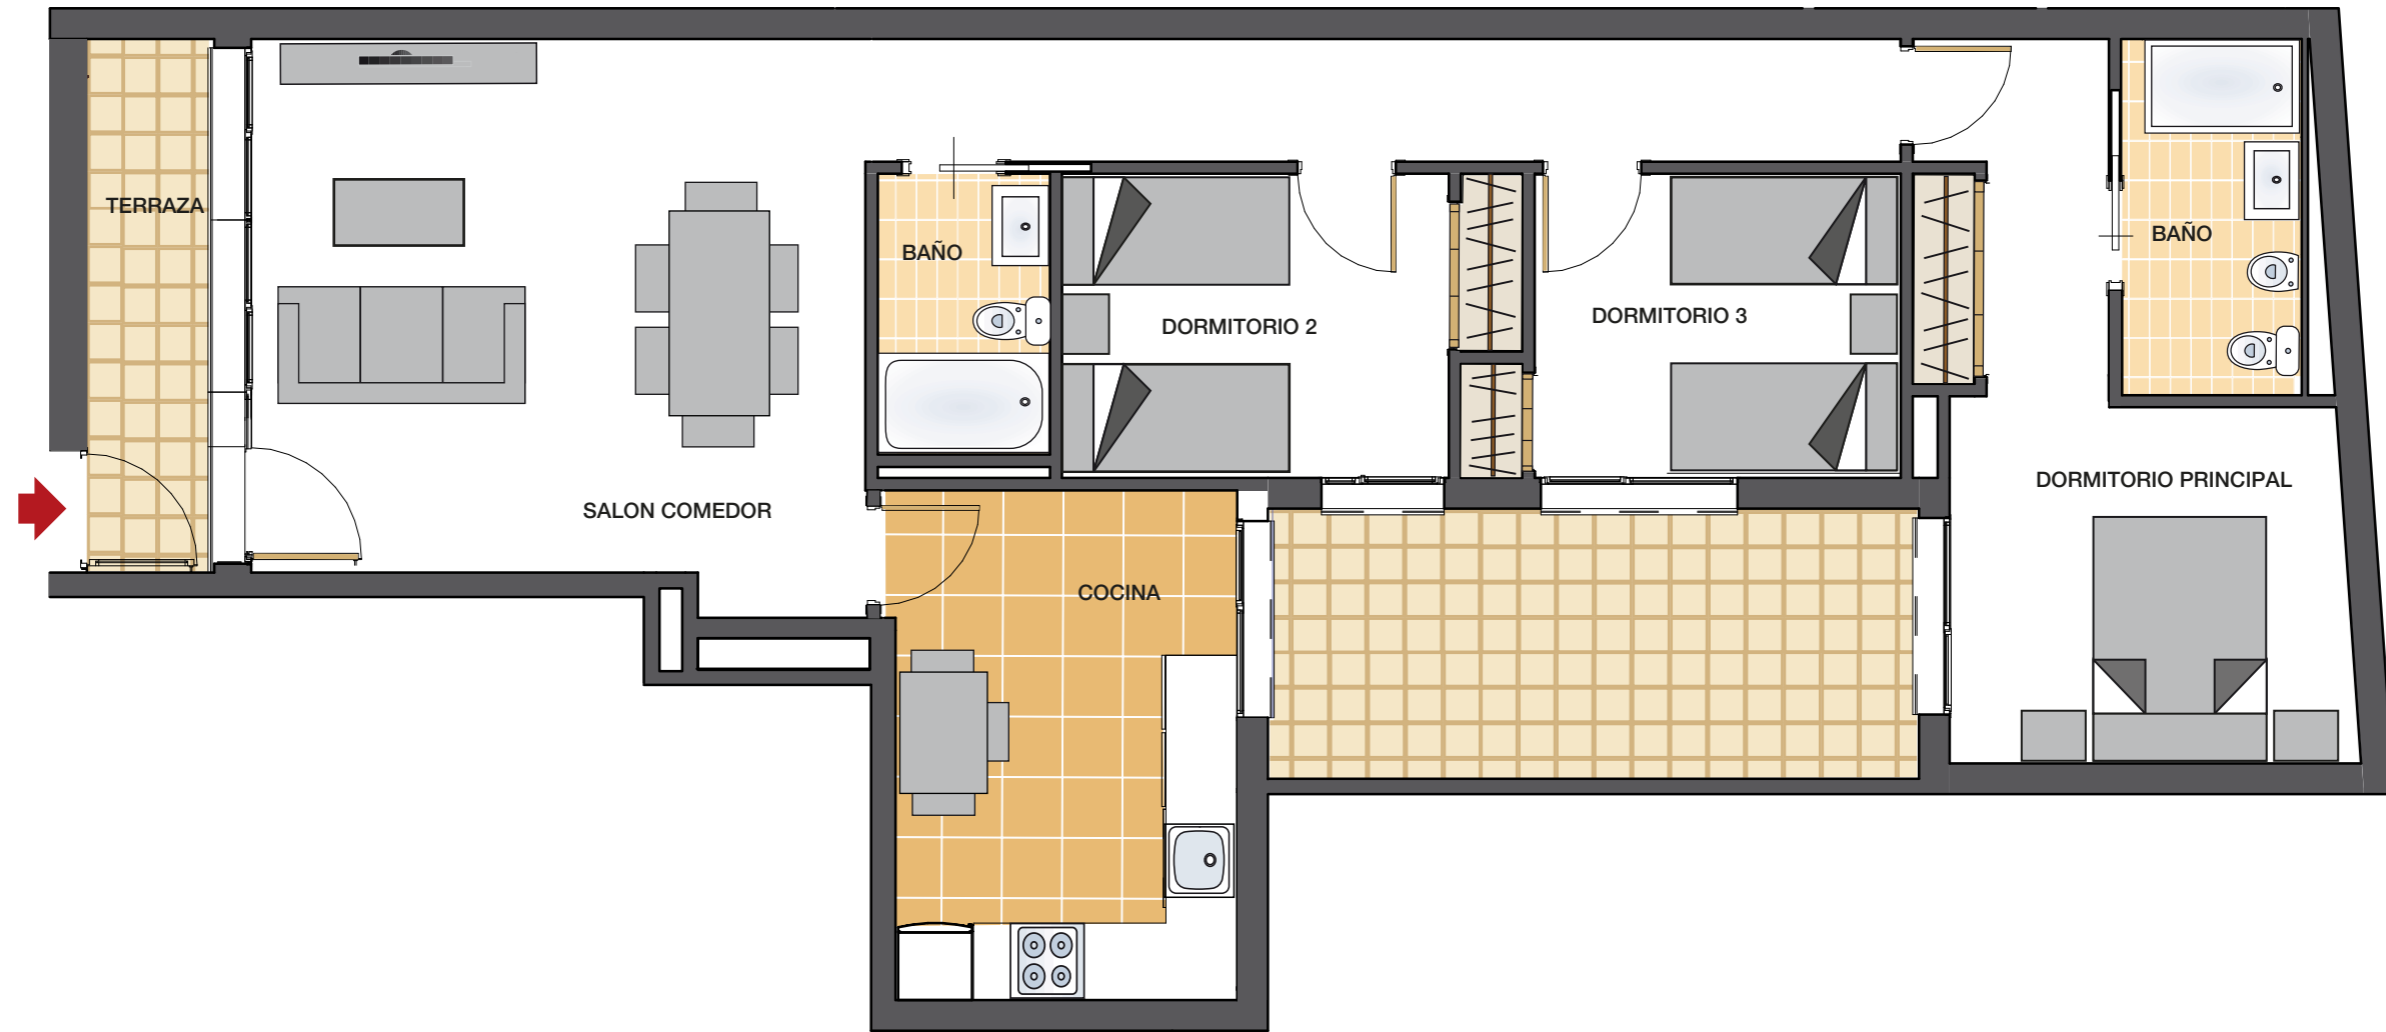 TERRAZA
BAÑO
BAÑO
DORMITORIO 2
DORMITORIO 3
DORMITORIO PRINCIPAL
SALON COMEDOR
COCINA